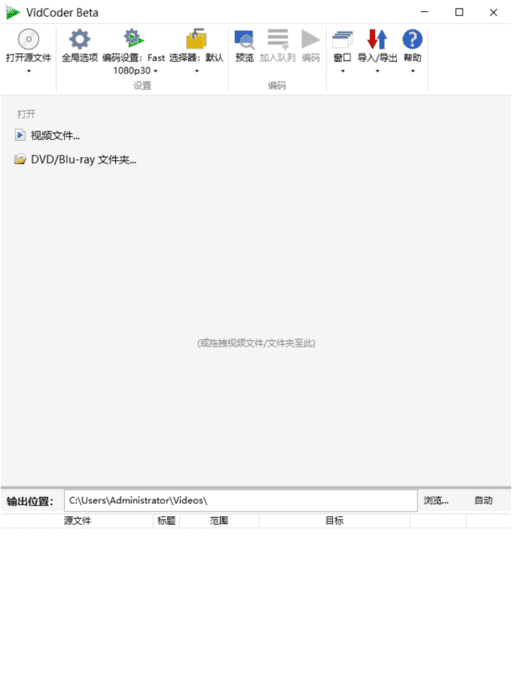 VidCoder Beta
打开源文件 全局选项 编码设置: Fast 1080p30 选择器: 默认 预览 加入队列 编码 窗口 导入/导出 帮助
设置 编码
打开
视频文件...
DVD/Blu-ray 文件夹...
(或拖拽视频文件/文件夹至此)
输出位置: C:\Users\Administrator\Videos\ 浏览... 自动
源文件 标题 范围 目标